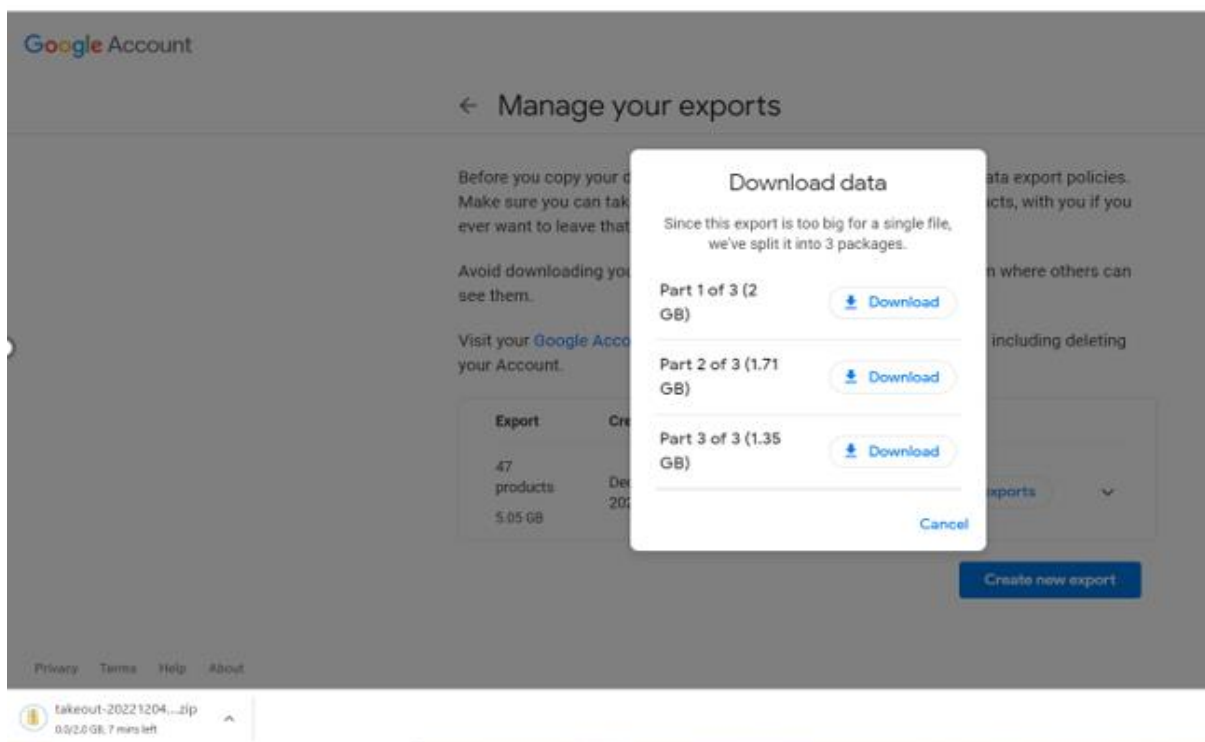 Google Account
← Manage your exports
Before you copy your d
ata export policies.
Make sure you can tak
cts, with you if you
ever want to leave that
Avoid downloading you
n where others can
see them.
Visit your Google Acco
including deleting
your Account.
Export Cre
47
products
Dec
202
5.05 GB
xports
Download data
Since this export is too big for a single file,
we've split it into 3 packages.
Part 1 of 3 (2
GB)
Download
Part 2 of 3 (1.71
GB)
Download
Part 3 of 3 (1.35
GB)
Download
Cancel
Create new export
Privacy Terms Help About
takeout-20221204....zip
0.0/2.0 GB, 7 mins left